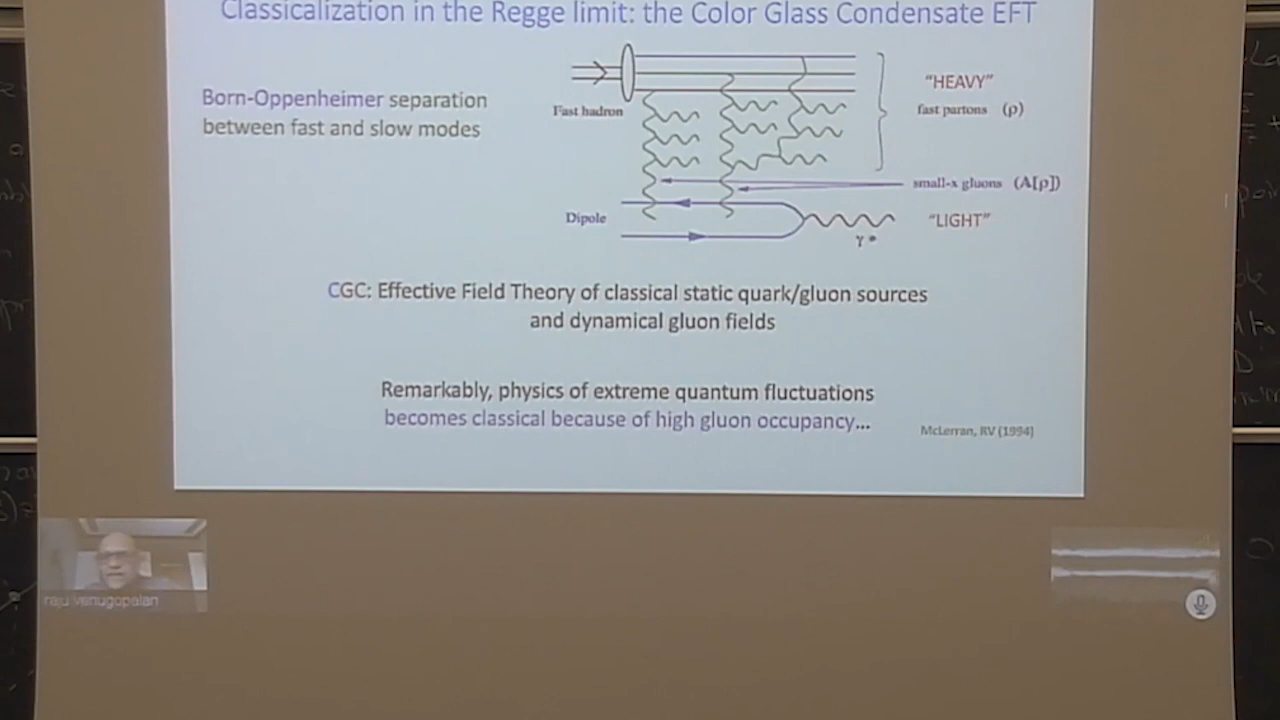 Classicalization in the Regge limit: the Color Glass Condensate EFT
Born-Oppenheimer separation
between fast and slow modes
Fast hadron
"HEAVY"
fast partons (ρ)
small-x gluons (A[ρ])
Dipole
"LIGHT"
γ*
CGC: Effective Field Theory of classical static quark/gluon sources
and dynamical gluon fields
Remarkably, physics of extreme quantum fluctuations
becomes classical because of high gluon occupancy...
McLerran, RV (1994)
raju venugopalan